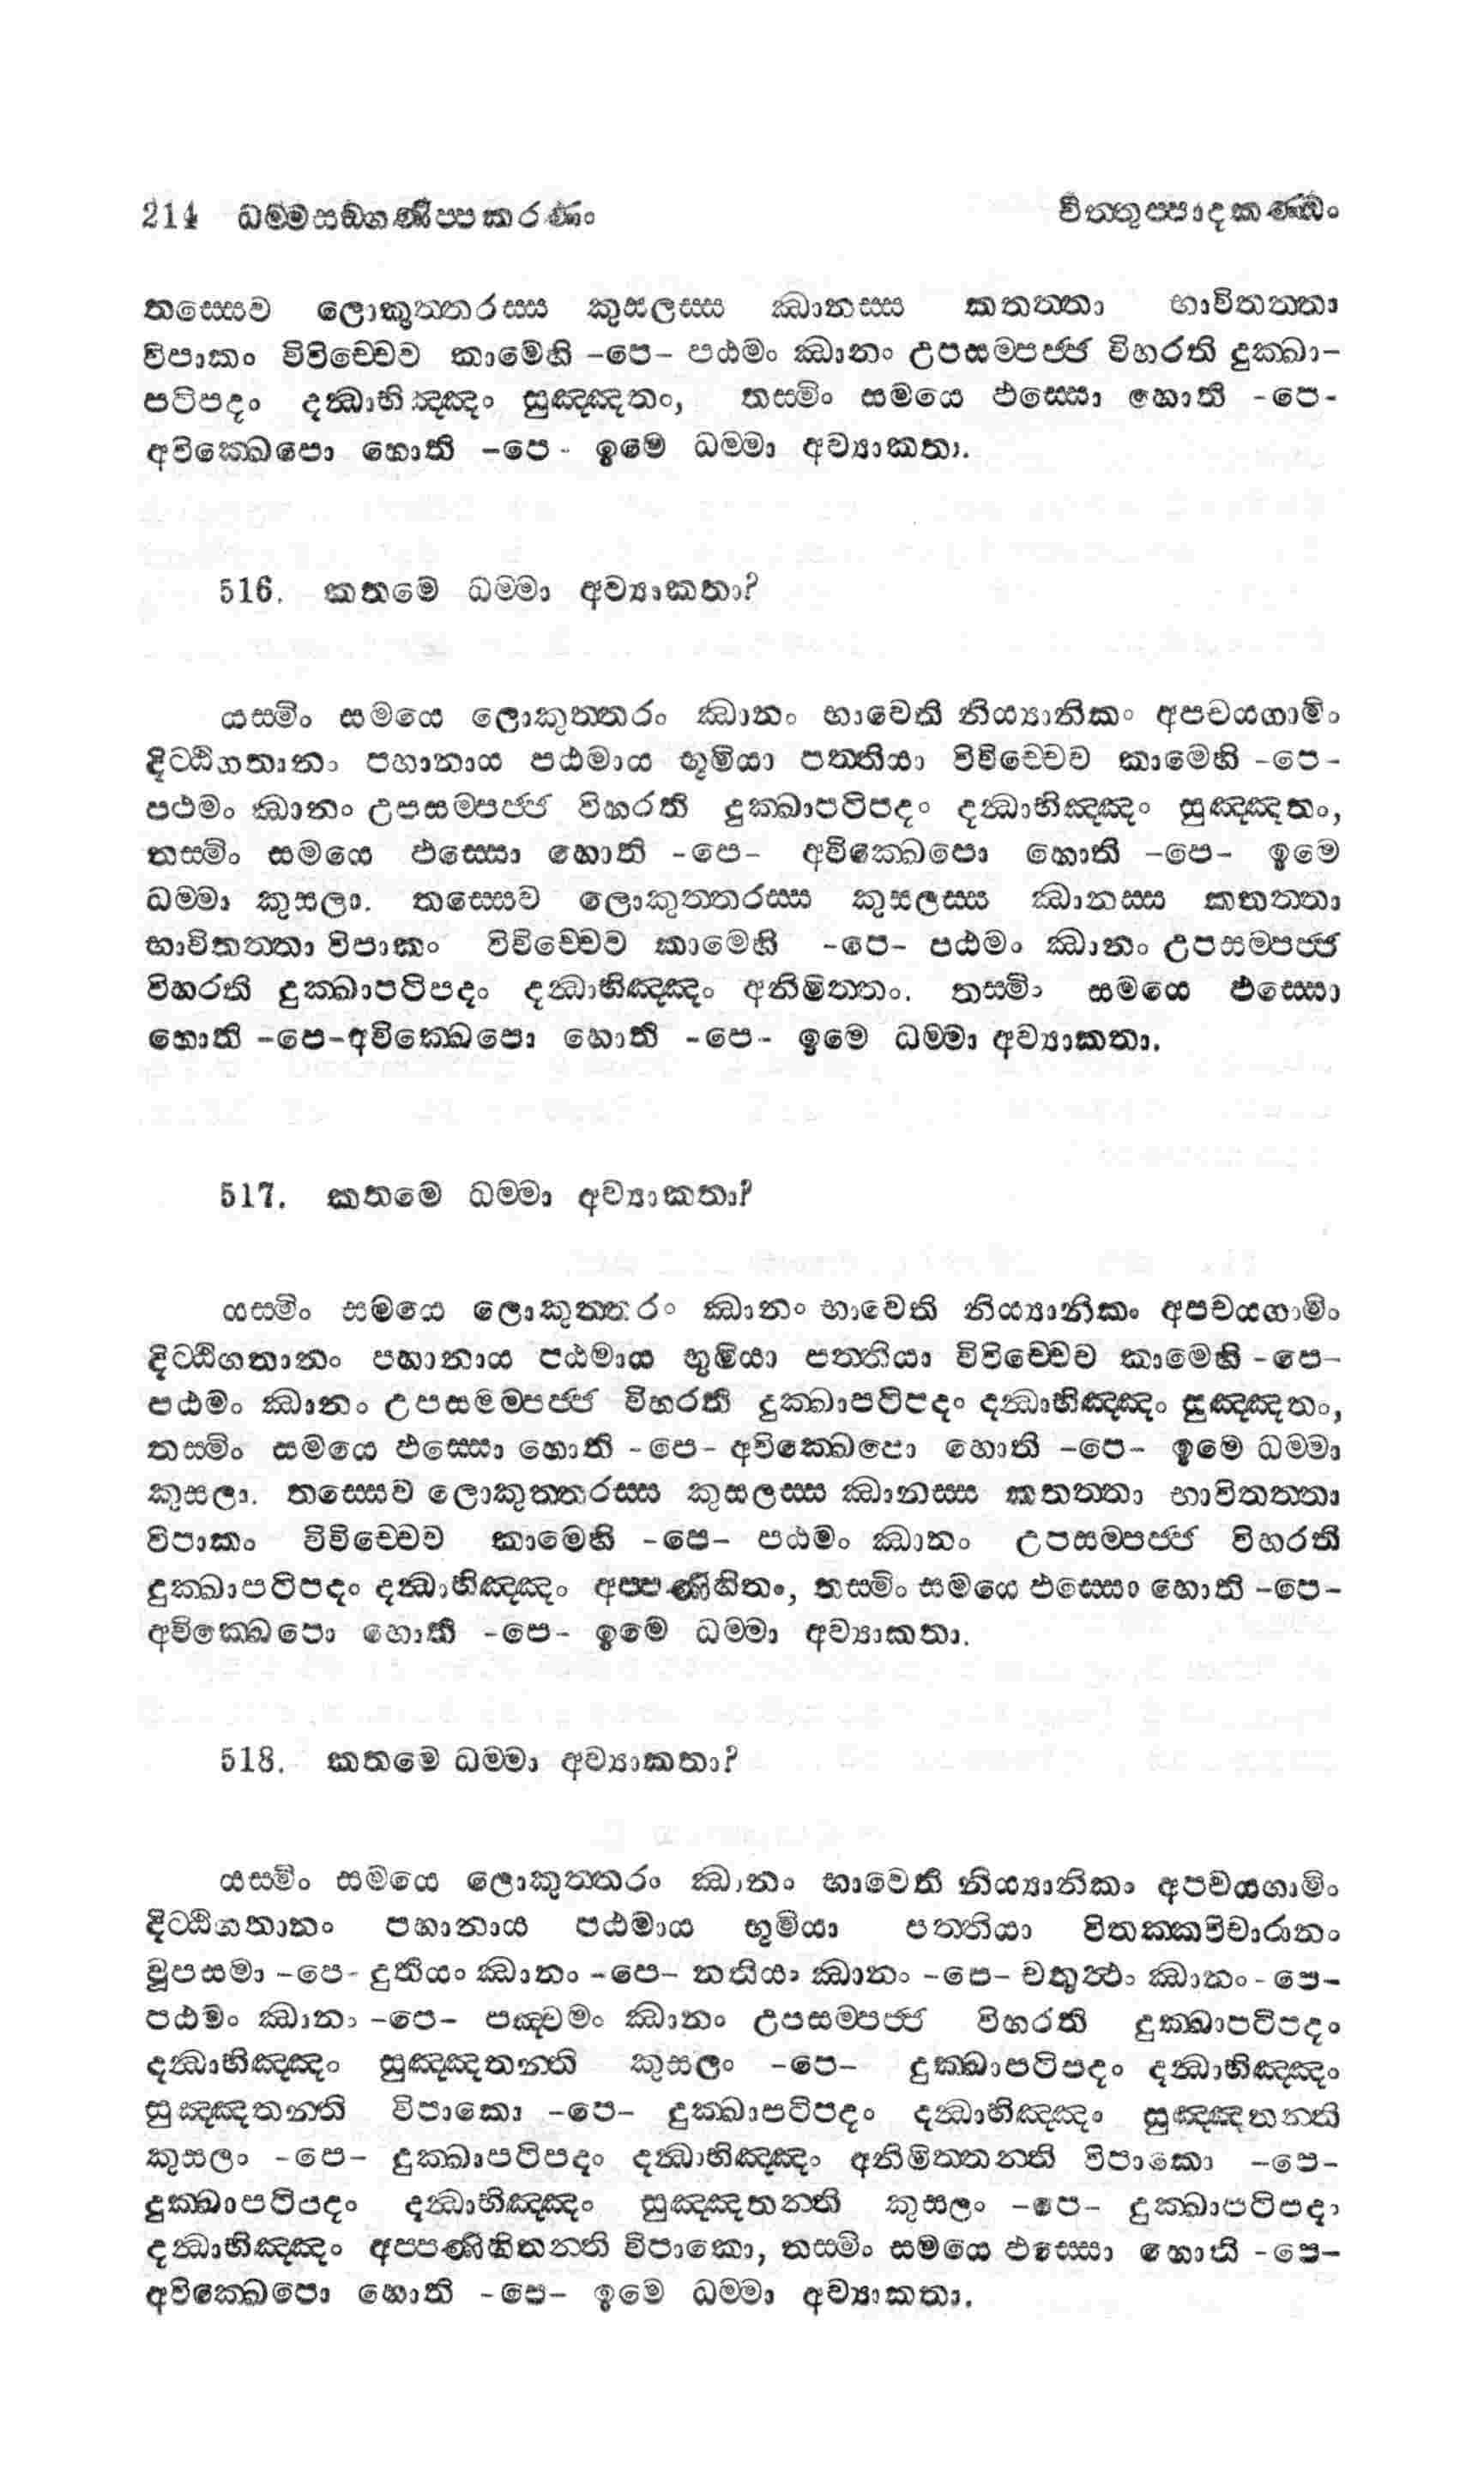 214 ධම්මසඞ්ගණිප්පකරණං චිත්තුප්පාදකණ්ඩං
තස්සෙව ලොකුත්තරස්ස කුසලස්ස ඣානස්ස කතත්තා භාවිතත්තා
විපාකං විවිච්චෙව කාමෙහි -පෙ- පඨමං ඣානං උපසම්පජ්ජ විහරති දුක්ඛා-
පටිපදං දන්ධාභිඤ්ඤං සුඤ්ඤතං, තස්මිං සමයෙ ඵස්සො හොති -පෙ-
අවික්ඛෙපො හොති -පෙ- ඉමෙ ධම්මා අව්‍යාකතා.
516. කතමෙ ධම්මා අව්‍යාකතා?
යස්මිං සමයෙ ලොකුත්තරං ඣානං භාවෙති නිය්‍යානිකං අපචයගාමිං
දිට්ඨිගතානං පහානාය පඨමාය භූමියා පත්තියා විවිච්චෙව කාමෙහි -පෙ-
පඨමං ඣානං උපසම්පජ්ජ විහරති දුක්ඛාපටිපදං දන්ධාභිඤ්ඤං සුඤ්ඤතං,
තස්මිං සමයෙ ඵස්සො හොති -පෙ- අවික්ඛෙපො හොති -පෙ- ඉමෙ
ධම්මා කුසලා. තස්සෙව ලොකුත්තරස්ස කුසලස්ස ඣානස්ස කතත්තා
භාවිතත්තා විපාකං විවිච්චෙව කාමෙහි -පෙ- පඨමං ඣානං උපසම්පජ්ජ
විහරති දුක්ඛාපටිපදං දන්ධාභිඤ්ඤං අනිමිත්තං. තස්මිං සමයෙ ඵස්සො
හොති -පෙ-අවික්ඛෙපො හොති -පෙ- ඉමෙ ධම්මා අව්‍යාකතා.
517. කතමෙ ධම්මා අව්‍යාකතා?
යස්මිං සමයෙ ලොකුත්තරං ඣානං භාවෙති නිය්‍යානිකං අපචයගාමිං
දිට්ඨිගතානං පහානාය පඨමාය භූමියා පත්තියා විවිච්චෙව කාමෙහි -පෙ-
පඨමං ඣානං උපසමම්පජ්ජ විහරති දුක්ඛාපටිපදං දන්ධාභිඤ්ඤං සුඤ්ඤතං,
තස්මිං සමයෙ ඵස්සො හොති -පෙ- අවික්ඛෙපො හොති -පෙ- ඉමෙ ධම්මා
කුසලා. තස්සෙව ලොකුත්තරස්ස කුසලස්ස ඣානස්ස කතත්තා භාවිතත්තා
විපාකං විවිච්චෙව කාමෙහි -පෙ- පඨමං ඣානං උපසම්පජ්ජ විහරති
දුක්ඛාපටිපදං දන්ධාභිඤ්ඤං අප්පණිහිතං, තස්මිං සමයෙ ඵස්සො හොති -පෙ-
අවික්ඛෙපො හොති -පෙ- ඉමෙ ධම්මා අව්‍යාකතා.
518. කතමෙ ධම්මා අව්‍යාකතා?
යස්මිං සමයෙ ලොකුත්තරං ඣානං භාවෙති නිය්‍යානිකං අපචයගාමිං
දිට්ඨිගතානං පහානාය පඨමාය භූමියා පත්තියා විතක්කවිචාරානං
වූපසමා -පෙ- දුතියං ඣානං -පෙ- තතියං ඣානං -පෙ- චතුත්ථං ඣානං -පෙ-
පඨමං ඣානං -පෙ- පඤ්චමං ඣානං උපසම්පජ්ජ විහරති දුක්ඛාපටිපදං
දන්ධාභිඤ්ඤං සුඤ්ඤතන්ති කුසලං -පෙ- දුක්ඛාපටිපදං දන්ධාභිඤ්ඤං
සුඤ්ඤතන්ති විපාකො -පෙ- දුක්ඛාපටිපදං දන්ධාභිඤ්ඤං සුඤ්ඤතන්ති
කුසලං -පෙ- දුක්ඛාපටිපදං දන්ධාභිඤ්ඤං අනිමිත්තන්ති විපාකො -පෙ-
දුක්ඛාපටිපදං දන්ධාභිඤ්ඤං සුඤ්ඤතන්ති කුසලං -පෙ- දුක්ඛාපටිපදං
දන්ධාභිඤ්ඤං අප්පණිහිතන්ති විපාකො, තස්මිං සමයෙ ඵස්සො හොති -පෙ-
අවික්ඛෙපො හොති -පෙ- ඉමෙ ධම්මා අව්‍යාකතා.